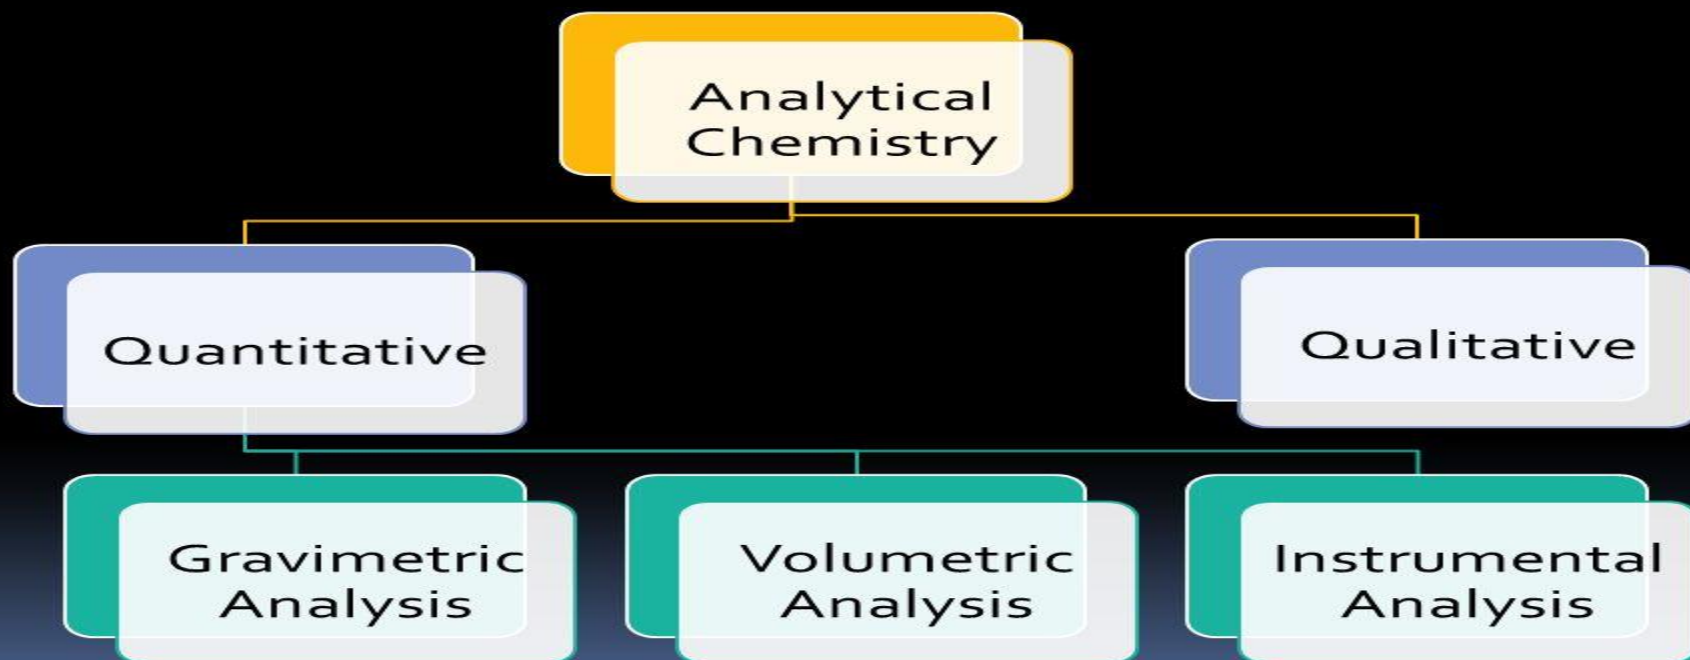 Analytical
Chemistry
Quantitative
Qualitative
Gravimetric
Analysis
Volumetric
Analysis
Instrumental
Analysis